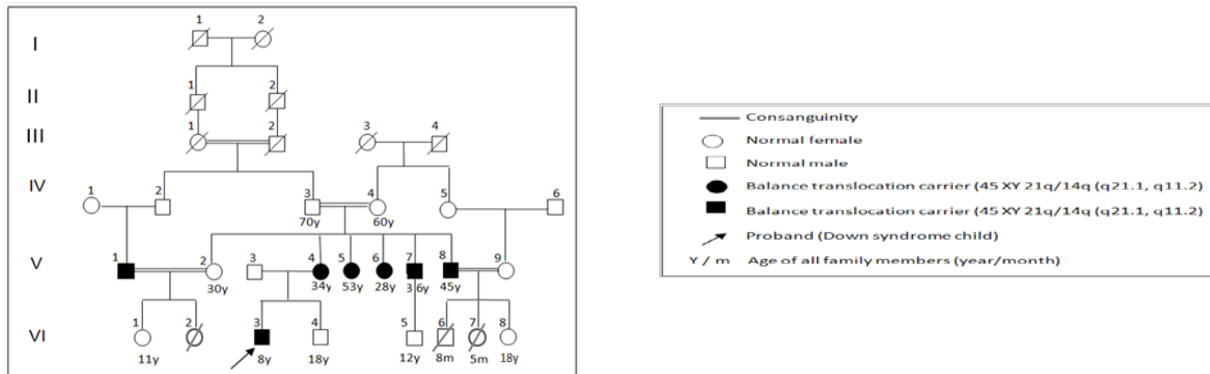 1 2
I
1 2
II
1 2 3 4
III
1 2 3 4 5 6
IV
70y 60y
1 2 3 4 5 6 7 8 9
V
30y 34y 53y 28y 36y 45y
1 2 3 4 5 6 7 8
VI
11y 8y 18y 12y 8m 5m 18y
Consanguinity
Normal female
Normal male
Balance translocation carrier (45 XY 21q/14q (q21.1, q11.2)
Balance translocation carrier (45 XY 21q/14q (q21.1, q11.2)
Proband (Down syndrome child)
Y / m Age of all family members (year/month)